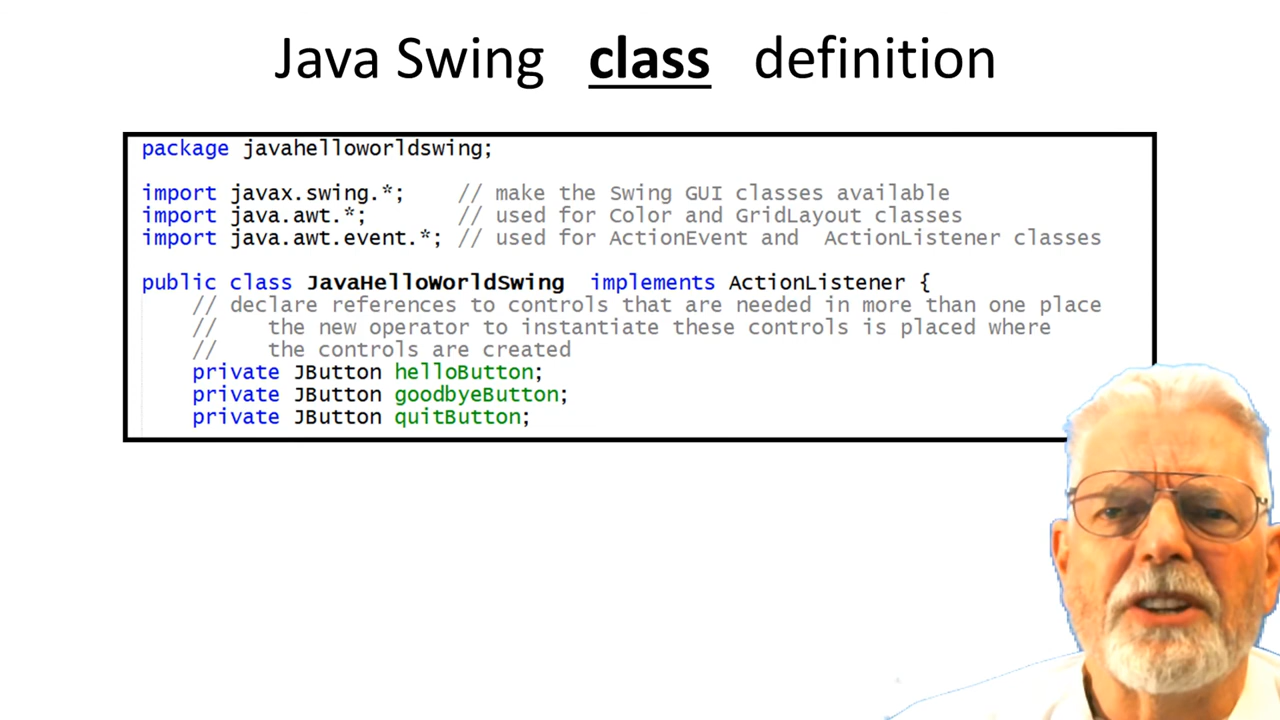 Java Swing class definition
package javahelloworldswing;
import javax.swing.*; // make the Swing GUI classes available
import java.awt.*; // used for Color and GridLayout classes
import java.awt.event.*; // used for ActionEvent and ActionListener classes
public class JavaHelloWorldSwing implements ActionListener {
// declare references to controls that are needed in more than one place
// the new operator to instantiate these controls is placed where
// the controls are created
private JButton helloButton;
private JButton goodbyeButton;
private JButton quitButton;